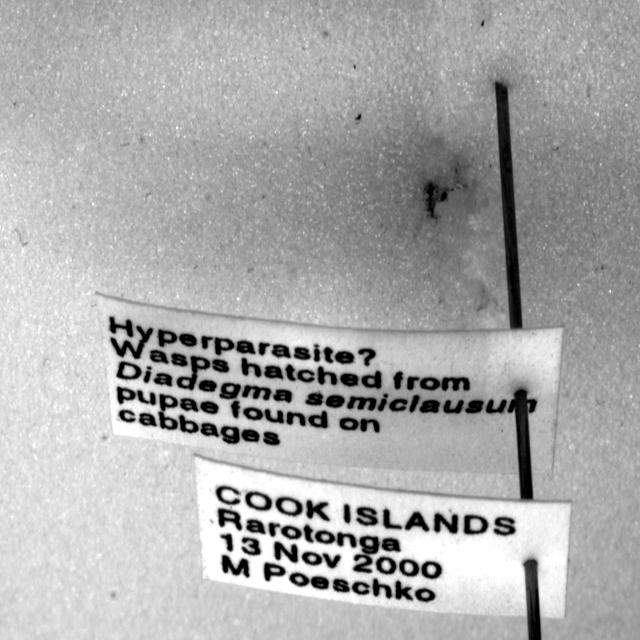 Hyperparasite?
Wasps hatched from
Diadegma semiclausum
pupae found on
cabbages
COOK ISLANDS
Rarotonga
13 Nov 2000
M Poeschko